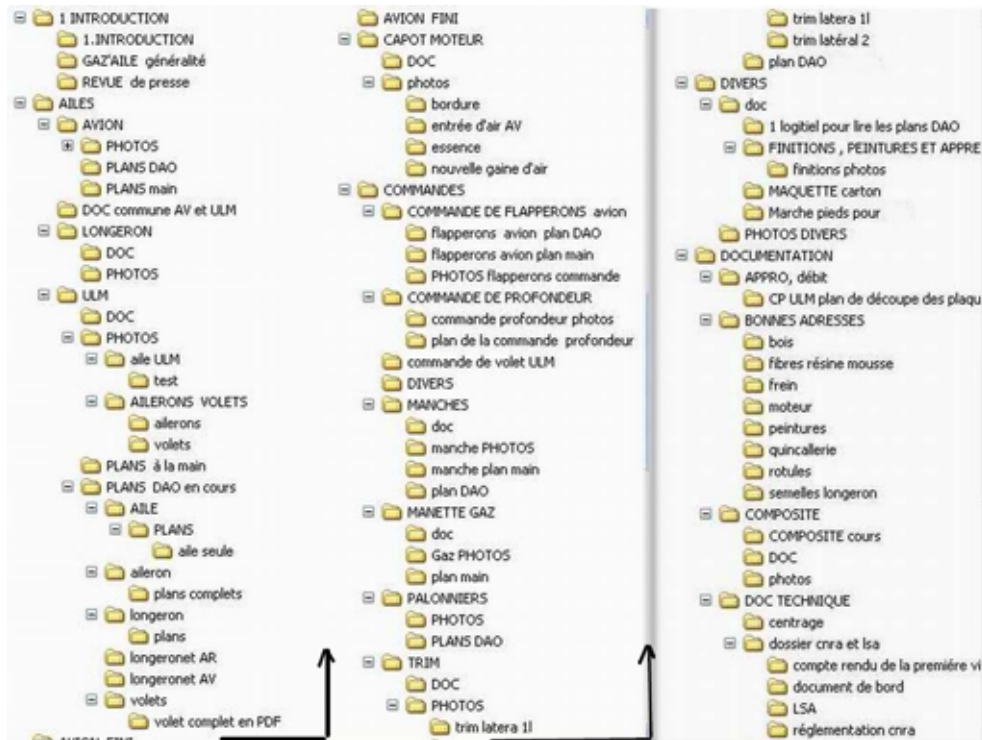 1 INTRODUCTION
1.INTRODUCTION
GAZ'AILE généralité
REVUE de presse
AILES
AVION
PHOTOS
PLANS DAO
PLANS main
DOC commune AV et ULM
LONGERON
DOC
PHOTOS
ULM
DOC
PHOTOS
aile ULM
test
AILERONS VOLETS
ailerons
volets
PLANS à la main
PLANS DAO en cours
AILE
PLANS
aile seule
aileron
plans complets
longeron
plans
longeronet AR
longeronet AV
volets
volet complet en PDF
AVION FINI
AVION FINI
CAPOT MOTEUR
DOC
photos
bordure
entrée d'air AV
essence
nouvelle gaine d'air
COMMANDES
COMMANDE DE FLAPPERONS avion
flapperons avion plan DAO
flapperons avion plan main
PHOTOS flapperons commande
COMMANDE DE PROFONDEUR
commande profondeur photos
plan de la commande profondeur
commande de volet ULM
DIVERS
MANCHES
doc
manche PHOTOS
manche plan main
plan DAO
MANETTE GAZ
doc
Gaz PHOTOS
plan main
PALONNIERS
PHOTOS
PLANS DAO
TRIM
DOC
PHOTOS
trim latera 1l
trim latera 1l
trim latéral 2
plan DAO
DIVERS
doc
1 logitiel pour lire les plans DAO
FINITIONS , PEINTURES ET APPRE
finitions photos
MAQUETTE carton
Marche pieds pour
PHOTOS DIVERS
DOCUMENTATION
APPRO, débit
CP ULM plan de découpe des plaqu
BONNES ADRESSES
bois
fibres résine mousse
frein
moteur
peintures
quincallerie
rotules
semelles longeron
COMPOSITE
COMPOSITE cours
DOC
photos
DOC TECHNIQUE
centrage
dossier cnra et lsa
compte rendu de la premiére vi
document de bord
LSA
réglementation cnra